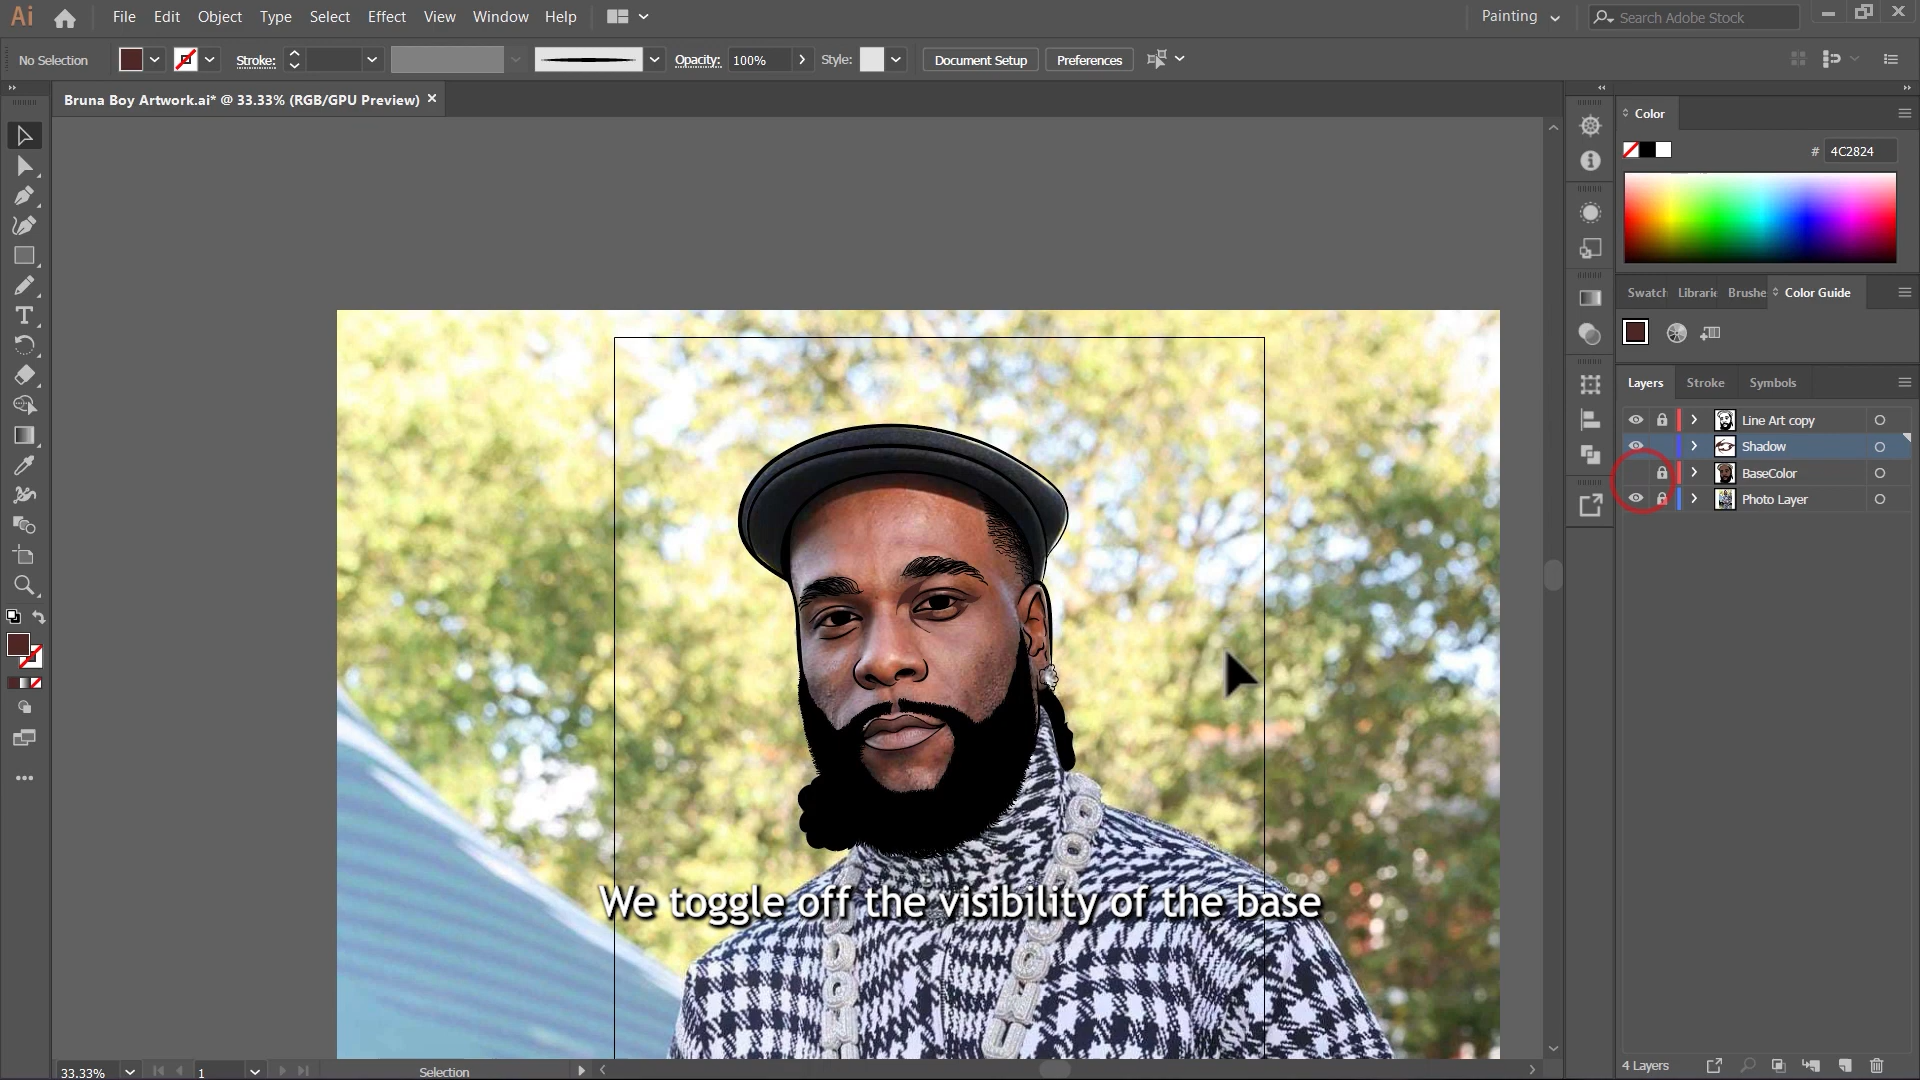 Ai File Edit Object Type Select Effect View Window Help Painting Search Adobe Stock
No Selection Stroke: Opacity: 100% Style: Document Setup Preferences
Bruna Boy Artwork.ai* @ 33.33% (RGB/GPU Preview)
Color
# 4C2824
Swatch Librarie Brushe Color Guide
Layers Stroke Symbols
Line Art copy
Shadow
BaseColor
Photo Layer
We toggle off the visibility of the base
4 Layers
33.33% 1 Selection